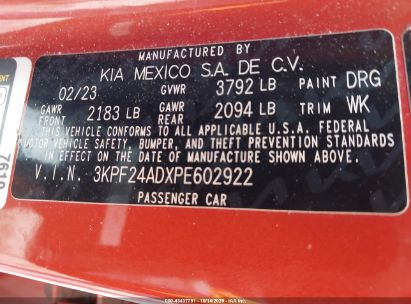 MANUFACTURED BY
KIA MEXICO S.A. DE C.V.
02/23 GVWR 3792 LB PAINT DRG
GAWR FRONT 2183 LB GAWR REAR 2094 LB TRIM WK
THIS VEHICLE CONFORMS TO ALL APPLICABLE U.S.A. FEDERAL
MOTOR VEHICLE SAFETY, BUMPER, AND THEFT PREVENTION STANDARDS
IN EFFECT ON THE DATE OF MANUFACTURE SHOWN ABOVE.
V.I.N. 3KPF24ADXPE602922
PASSENGER CAR